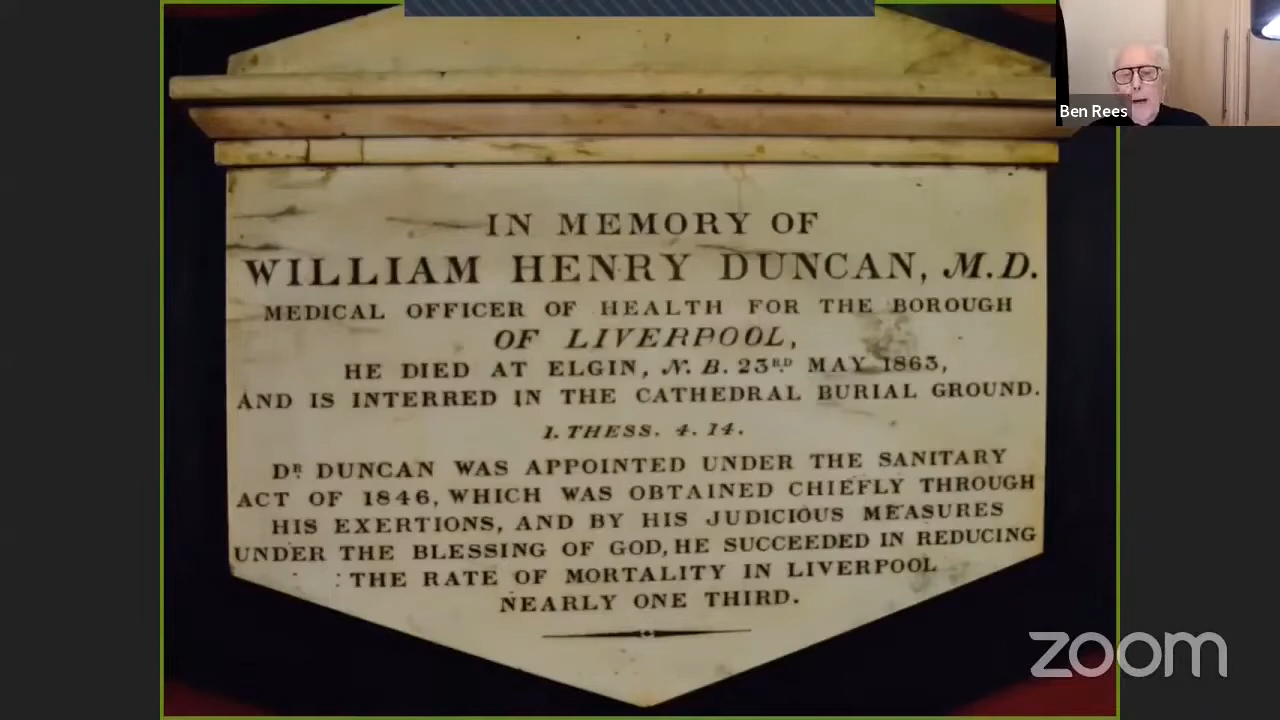 IN MEMORY OF
WILLIAM HENRY DUNCAN, M.D.
MEDICAL OFFICER OF HEALTH FOR THE BOROUGH
OF LIVERPOOL,
HE DIED AT ELGIN, N. B. 23RD MAY 1863,
AND IS INTERRED IN THE CATHEDRAL BURIAL GROUND.
1. THESS. 4. 14.
DR DUNCAN WAS APPOINTED UNDER THE SANITARY
ACT OF 1846, WHICH WAS OBTAINED CHIEFLY THROUGH
HIS EXERTIONS, AND BY HIS JUDICIOUS MEASURES
UNDER THE BLESSING OF GOD, HE SUCCEEDED IN REDUCING
THE RATE OF MORTALITY IN LIVERPOOL
NEARLY ONE THIRD.
Ben Rees
zoom